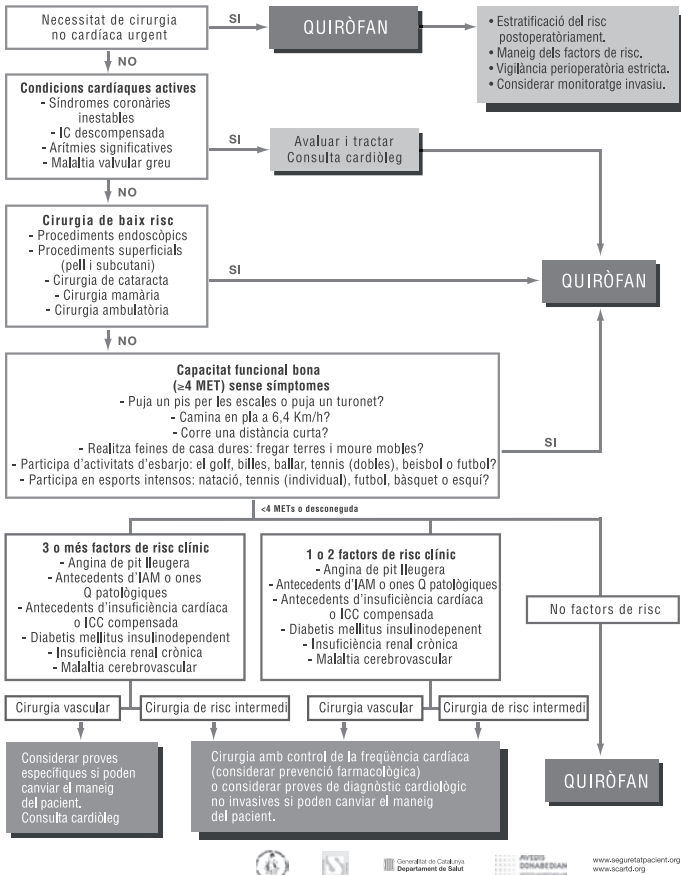 Necessitat de cirurgia
no cardíaca urgent
SI
QUIRÒFAN
• Estratificació del risc
postoperatòriament.
• Maneig dels factors de risc.
• Vigilància perioperatòria estricta.
• Considerar monitoratge invasiu.
NO
Condicions cardíaques actives
- Síndromes coronàries
inestables
- IC descompensada
- Arítmies significatives
- Malaltia valvular greu
SI
Avaluar i tractar
Consulta cardiòleg
NO
Cirurgia de baix risc
- Procediments endoscòpics
- Procediments superficials
(pell i subcutani)
- Cirurgia de cataracta
- Cirurgia mamària
- Cirurgia ambulatòria
SI
QUIRÒFAN
NO
Capacitat funcional bona
(≥4 MET) sense símptomes
- Puja un pis per les escales o puja un turonet?
- Camina en pla a 6,4 Km/h?
- Corre una distància curta?
- Realitza feines de casa dures: fregar terres i moure mobles?
- Participa d'activitats d'esbarjo: el golf, billes, ballar, tennis (dobles), beisbol o futbol?
- Participa en esports intensos: natació, tennis (individual), futbol, bàsquet o esquí?
SI
<4 METs o desconeguda
3 o més factors de risc clínic
- Angina de pit lleugera
- Antecedents d'IAM o ones
Q patològiques
- Antecedents d'insuficiència cardíaca
o ICC compensada
- Diabetis mellitus insulinodependent
- Insuficiència renal crònica
- Malaltia cerebrovascular
1 o 2 factors de risc clínic
- Angina de pit lleugera
- Antecedents d'IAM o ones Q patològiques
- Antecedents d'insuficiència cardíaca
o ICC compensada
- Diabetis mellitus insulinodepenent
- Insuficiència renal crònica
- Malaltia cerebrovascular
No factors de risc
Cirurgia vascular
Cirurgia de risc intermedi
Cirurgia vascular
Cirurgia de risc intermedi
Considerar proves
específiques si poden
canviar el maneig
del pacient.
Consulta cardiòleg
Cirurgia amb control de la freqüència cardíaca
(considerar prevenció farmacològica)
o considerar proves de diagnòstic cardiològic
no invasives si poden canviar el maneig
del pacient.
QUIRÒFAN
Generalitat de Catalunya
Departament de Salut
AVEDIS
DONABEDIAN
www.seguretatpacient.org
www.scartd.org